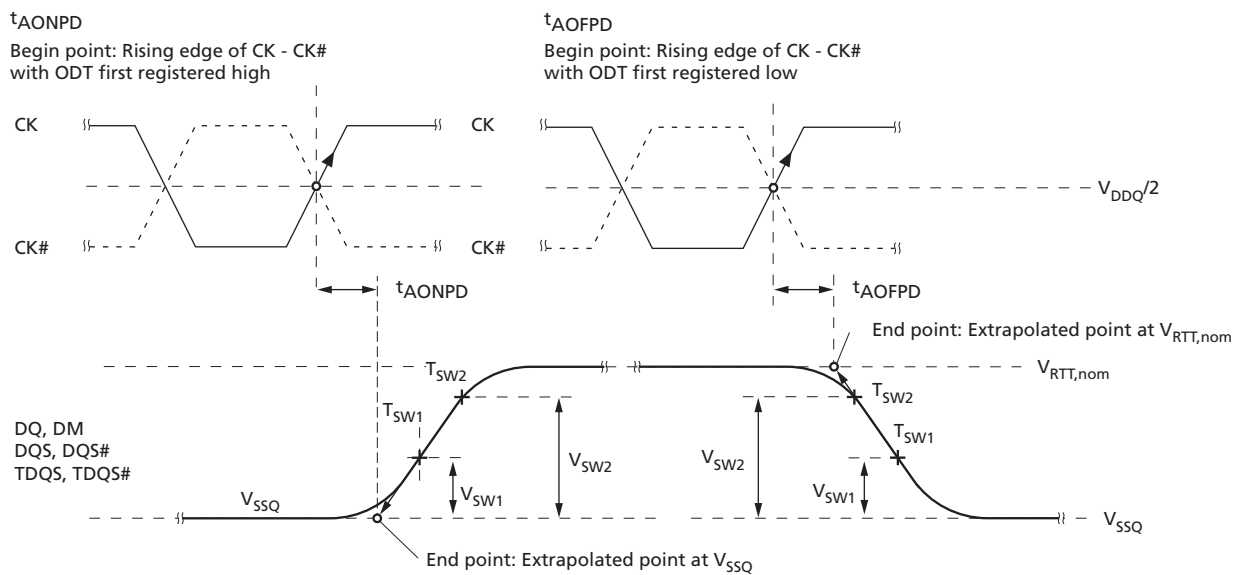 tAONPD
Begin point: Rising edge of CK - CK#
with ODT first registered high
tAOFPD
Begin point: Rising edge of CK - CK#
with ODT first registered low
CK
CK
VDDQ/2
CK#
CK#
tAONPD
tAOFPD
End point: Extrapolated point at VRTT,nom
VRTT,nom
TSW2
TSW2
TSW1
TSW1
DQ, DM
DQS, DQS#
TDQS, TDQS#
VSW2
VSW2
VSW1
VSW1
VSSQ
VSSQ
End point: Extrapolated point at VSSQ